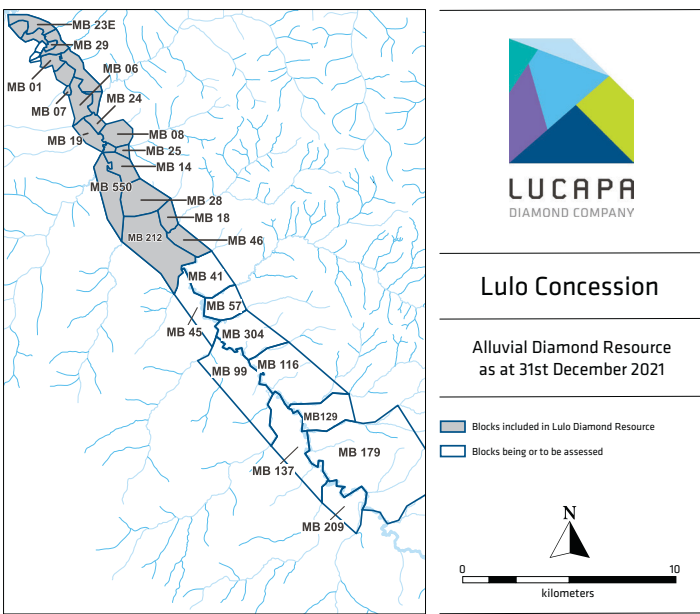 MB 23E
MB 29
MB 06
MB 01
MB 07
MB 24
MB 19
MB 08
MB 25
MB 14
MB 550
MB 28
MB 18
MB 212
MB 46
MB 41
MB 57
MB 45
MB 304
MB 99
MB 116
MB129
MB 179
MB 137
MB 209
LUCAPA
DIAMOND COMPANY
Lulo Concession
Alluvial Diamond Resource
as at 31st December 2021
Blocks included in Lulo Diamond Resource
Blocks being or to be assessed
N
0 10
kilometers